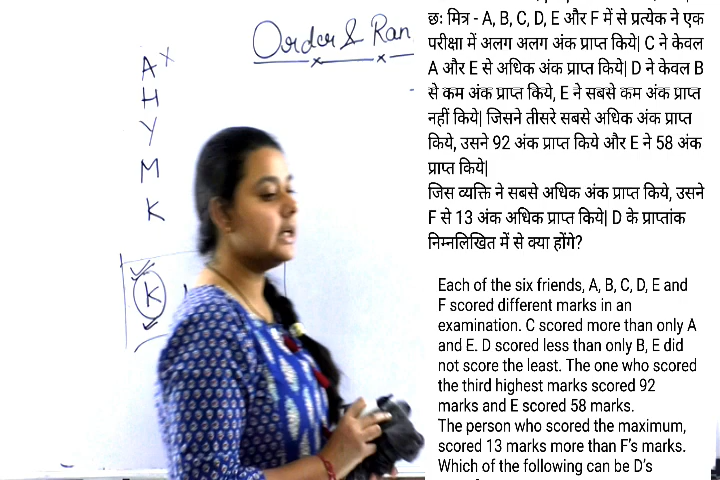 Order & Ran
A x
H
Y
M
K
K
छः मित्र - A, B, C, D, E और F में से प्रत्येक ने एक
परीक्षा में अलग अलग अंक प्राप्त किये| C ने केवल
A और E से अधिक अंक प्राप्त किये| D ने केवल B
से कम अंक प्राप्त किये, E ने सबसे कम अंक प्राप्त
नहीं किये| जिसने तीसरे सबसे अधिक अंक प्राप्त
किये, उसने 92 अंक प्राप्त किये और E ने 58 अंक
प्राप्त किये|
जिस व्यक्ति ने सबसे अधिक अंक प्राप्त किये, उसने
F से 13 अंक अधिक प्राप्त किये| D के प्राप्तांक
निम्नलिखित में से क्या होंगे?
Each of the six friends, A, B, C, D, E and
F scored different marks in an
examination. C scored more than only A
and E. D scored less than only B, E did
not score the least. The one who scored
the third highest marks scored 92
marks and E scored 58 marks.
The person who scored the maximum,
scored 13 marks more than F's marks.
Which of the following can be D's